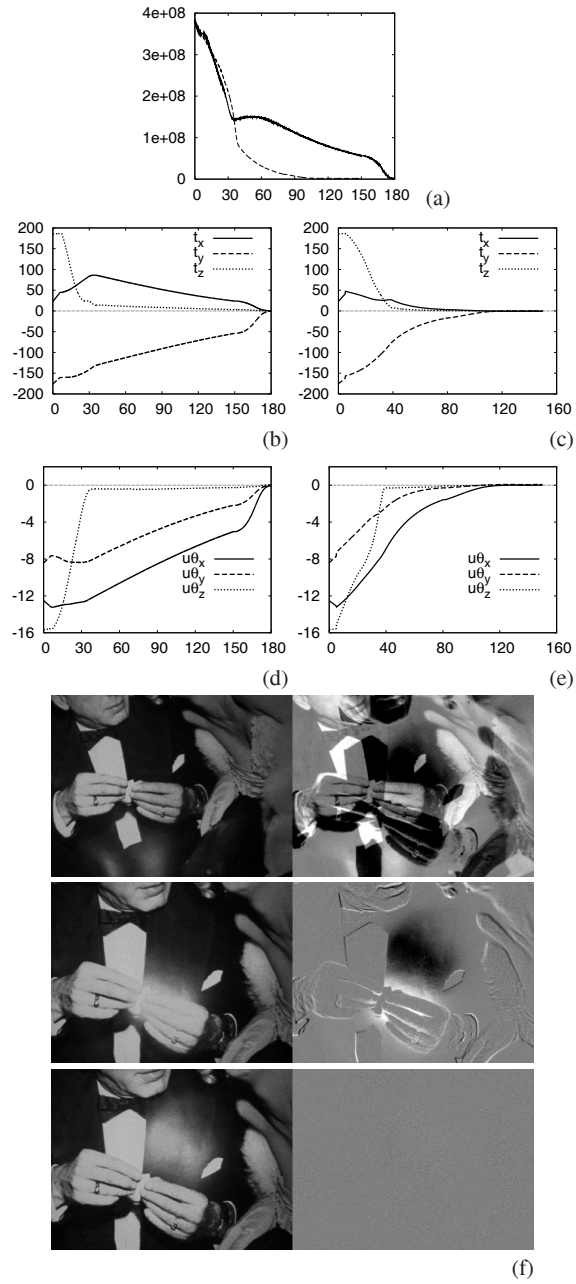 4e+08
3e+08
2e+08
1e+08
0
0 30 60 90 120 150 180
(a)
200
150
100
50
0
-50
-100
-150
-200
t_x
t_y
t_z
0 30 60 90 120 150 180
(b)
200
150
100
50
0
-50
-100
-150
-200
t_x
t_y
t_z
0 40 80 120 160
(c)
0
-4
-8
-12
-16
uθ_x
uθ_y
uθ_z
0 30 60 90 120 150 180
(d)
0
-4
-8
-12
-16
uθ_x
uθ_y
uθ_z
0 40 80 120 160
(e)
(f)